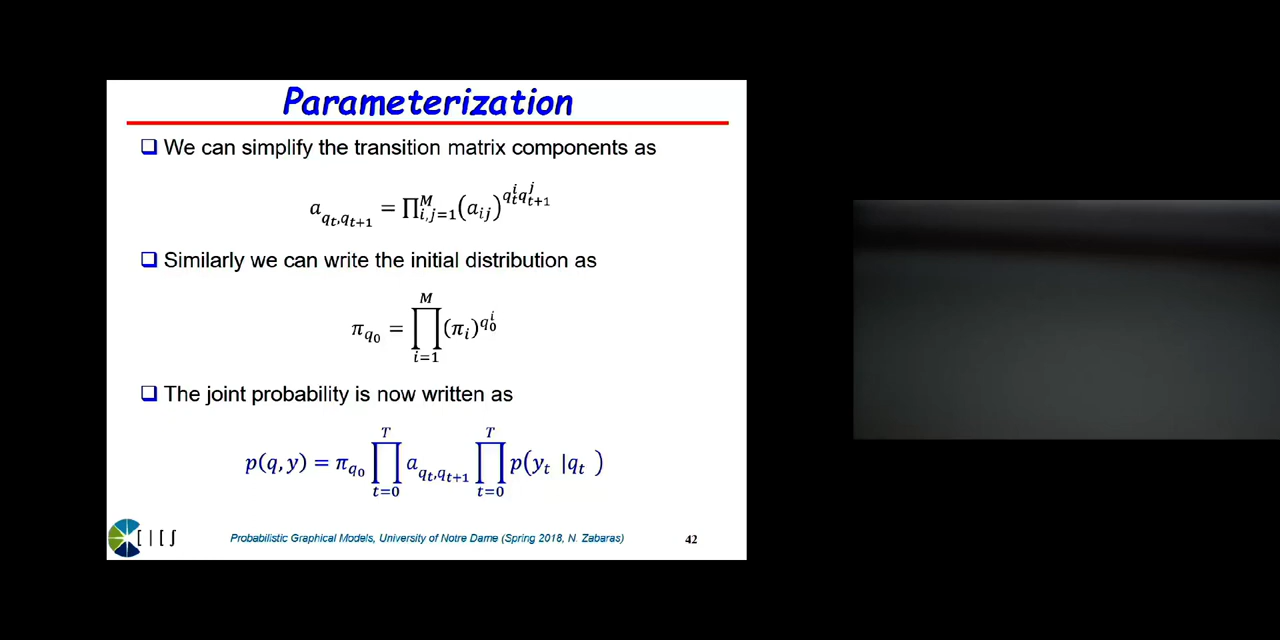 Parameterization
❑ We can simplify the transition matrix components as
a_{q_t,q_{t+1}} = ∏_{i,j=1}^{M} (a_{ij})^{q_t^i q_{t+1}^j}
❑ Similarly we can write the initial distribution as
π_{q_0} = ∏_{i=1}^{M} (π_i)^{q_0^i}
❑ The joint probability is now written as
p(q, y) = π_{q_0} ∏_{t=0}^{T} a_{q_t,q_{t+1}} ∏_{t=0}^{T} p(y_t |q_t )
Probabilistic Graphical Models, University of Notre Dame (Spring 2018, N. Zabaras)
42